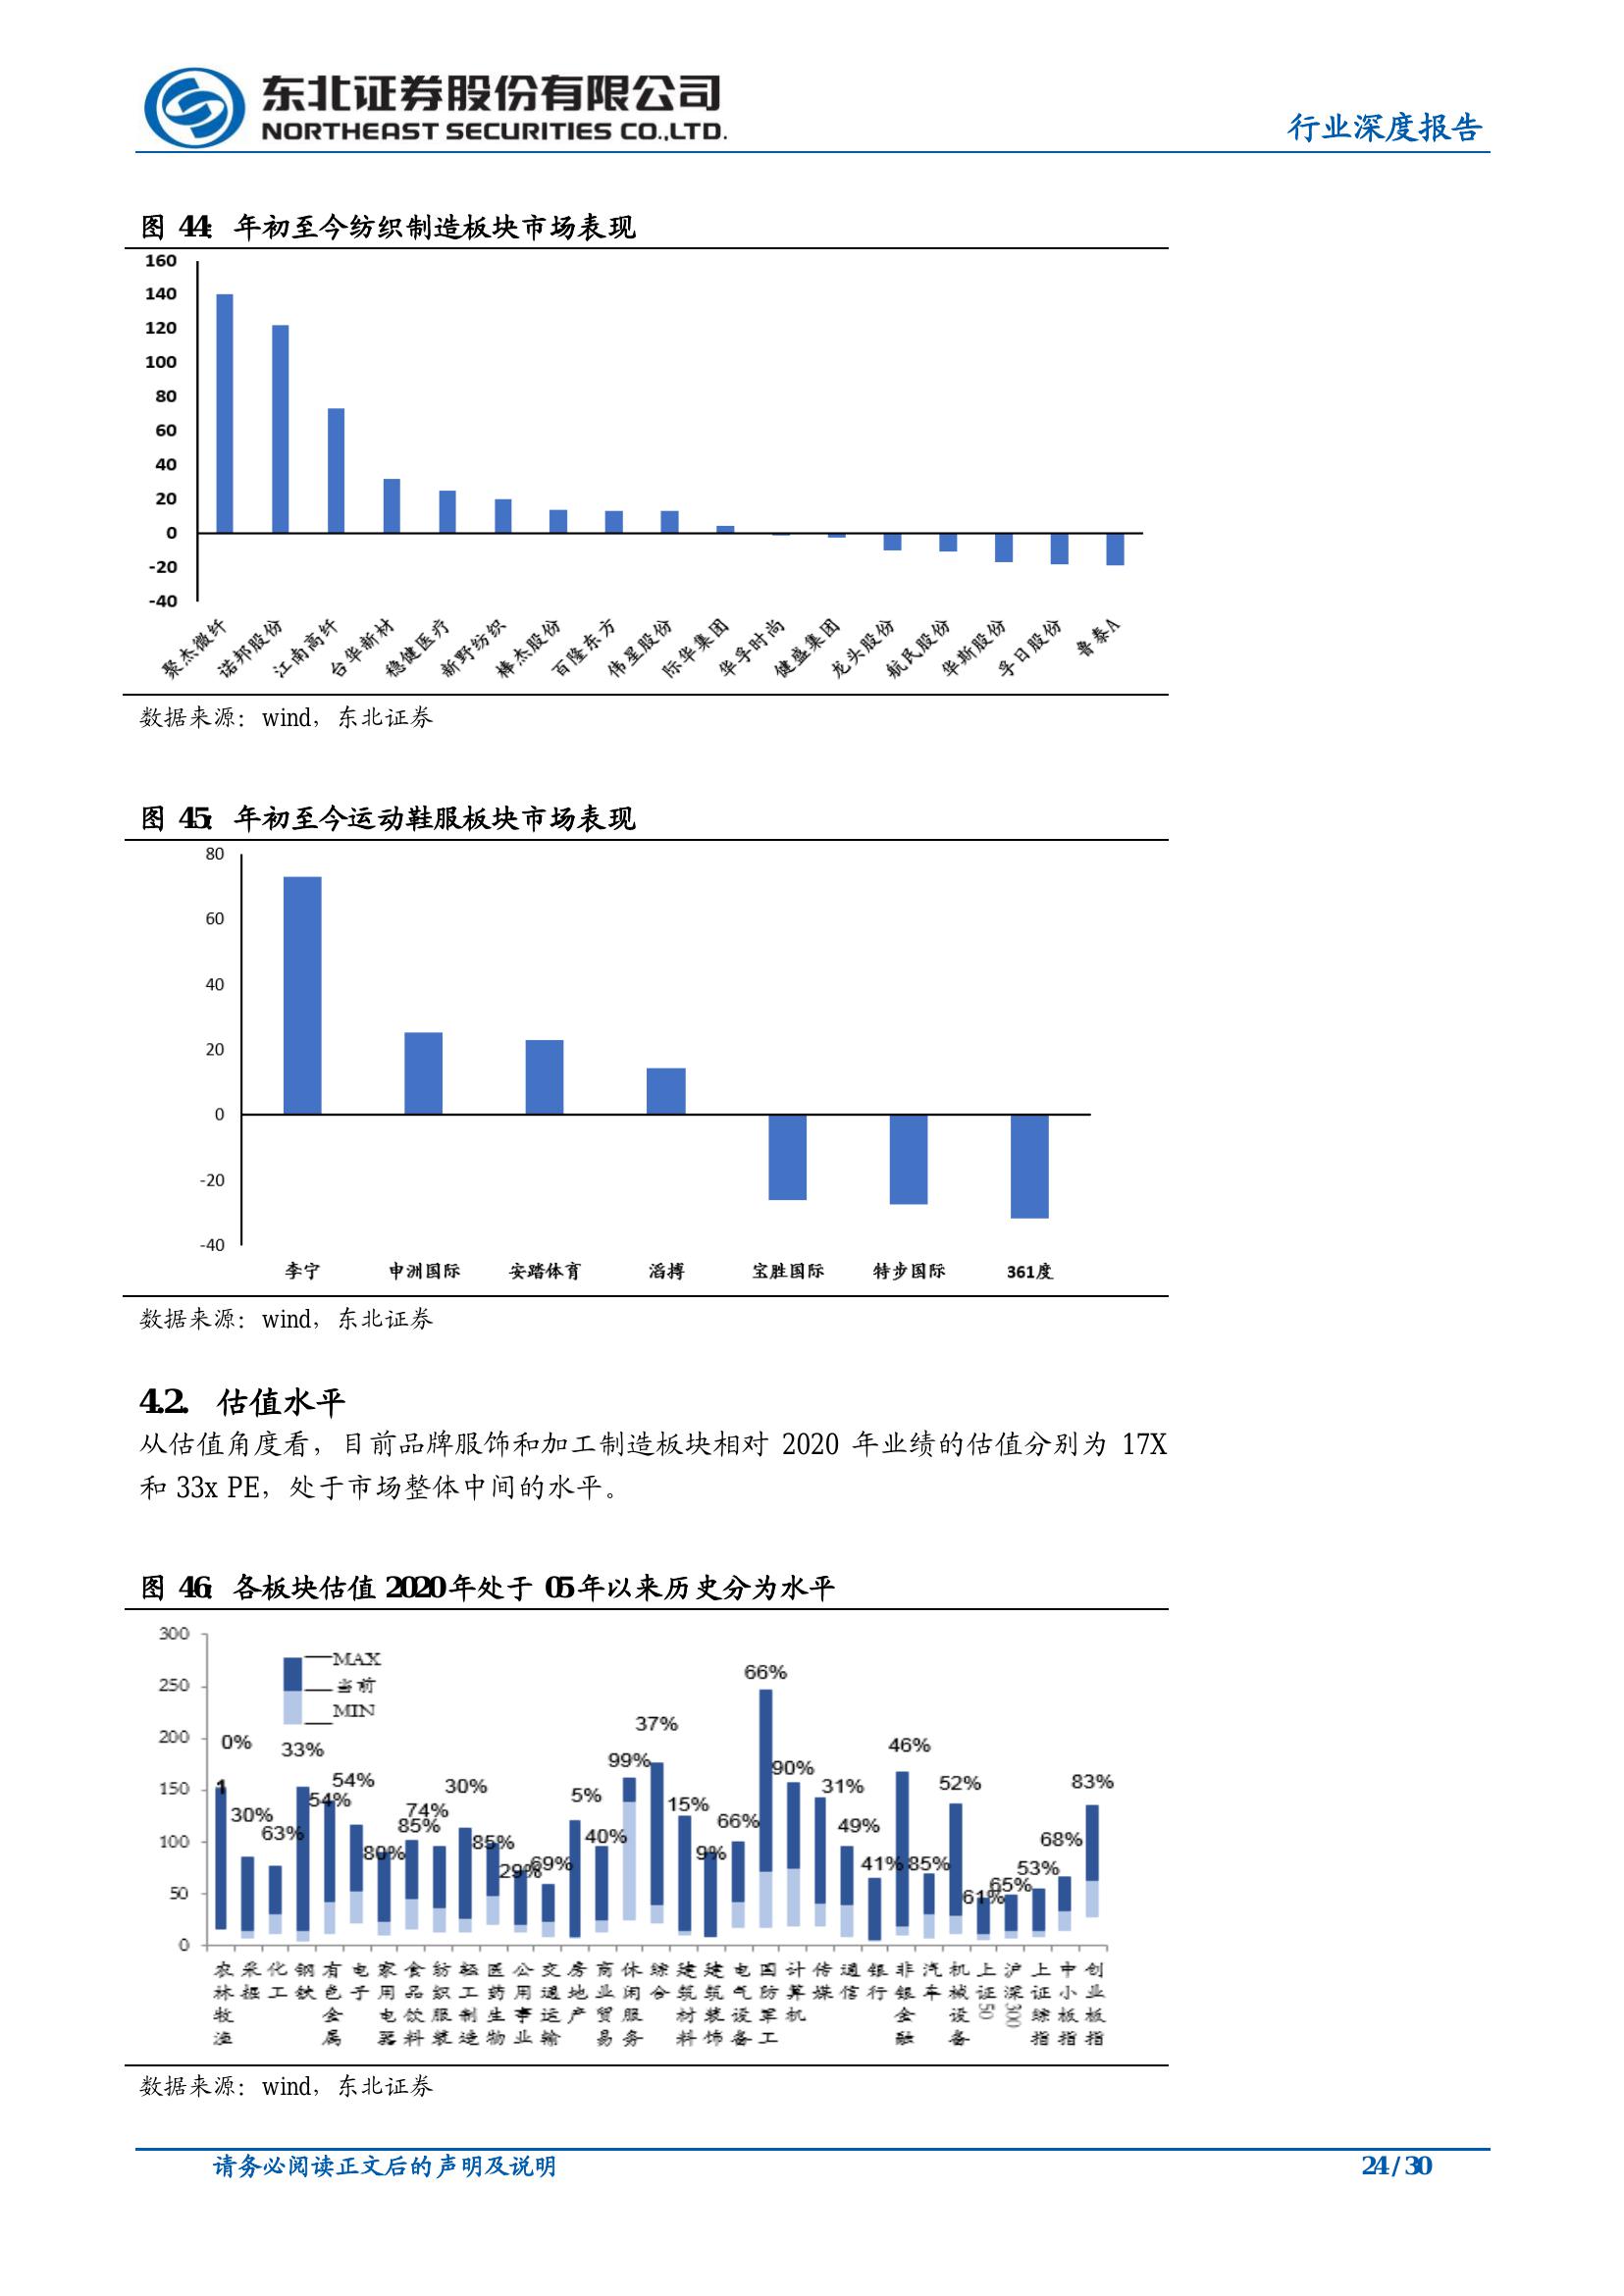 东北证券股份有限公司
NORTHEAST SECURITIES CO.,LTD.
行业深度报告
图 44: 年初至今纺织制造板块市场表现
160
140
120
100
80
60
40
20
0
-20
-40
聚杰微纤 诺邦股份 江南高纤 台华新材 稳健医疗 新野纺织 棒杰股份 百隆东方 伟星股份 际华集团 华孚时尚 健盛集团 龙头股份 航民股份 华斯股份 孚日股份 鲁泰A
数据来源：wind，东北证券
图 45: 年初至今运动鞋服板块市场表现
80
60
40
20
0
-20
-40
李宁 申洲国际 安踏体育 滔搏 宝胜国际 特步国际 361度
数据来源：wind，东北证券
4.2. 估值水平
从估值角度看，目前品牌服饰和加工制造板块相对 2020 年业绩的估值分别为 17X
和 33x PE，处于市场整体中间的水平。
图 46: 各板块估值 2020 年处于 05 年以来历史分为水平
300
250
200
150
100
50
0
MAX
当前
MIN
0%
1
30%
63%
33%
54%
54%
80%
85%
74%
30%
85%
29%
69%
5%
40%
99%
37%
15%
9%
66%
66%
90%
31%
49%
41%
46%
85%
52%
61%
65%
53%
68%
83%
农林牧渔 采掘 化工 钢铁 有色金属 电子 家用电器 食品饮料 纺织服装 轻工制造 医药生物 公用事业 交通运输 房地产 商业贸易 休闲服务 综合 建筑材料 建筑装饰 电气设备 国防军工 计算机 传媒 通信 银行 非银金融 汽车 机械设备 上证50 沪深300 上证综指 中小板指 创业板指
数据来源：wind，东北证券
请务必阅读正文后的声明及说明
24 / 30